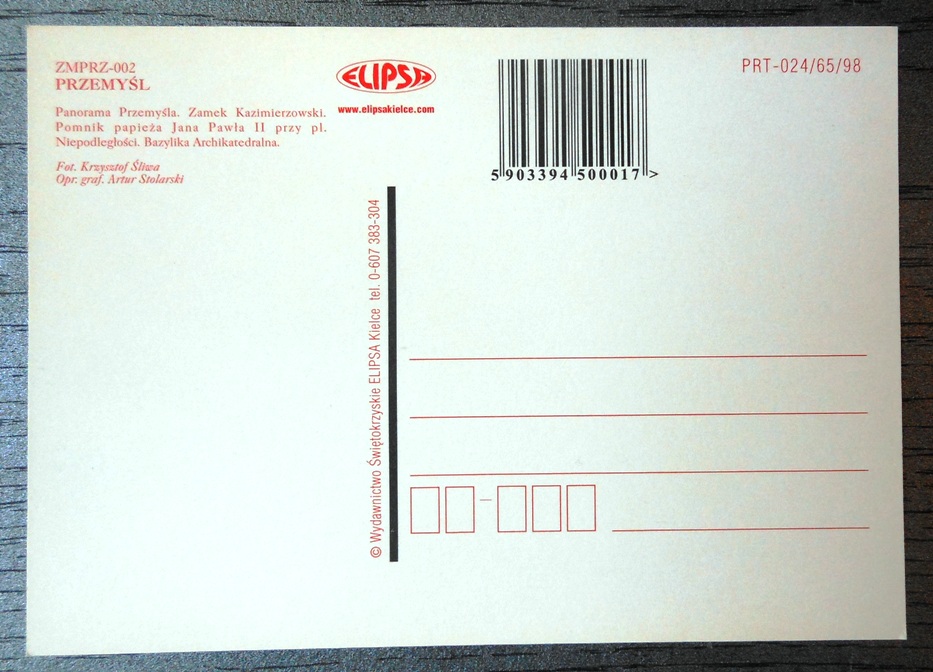 ZMPRZ-002
PRZEMYŚL
Panorama Przemyśla. Zamek Kazimierzowski.
Pomnik papieża Jana Pawła II przy pl.
Niepodległości. Bazylika Archikatedralna.
Fot. Krzysztof Śliwa
Opr. graf. Artur Stolarski
ELIPSA
www.elipsakielce.com
5 903394 500017 >
PRT-024/65/98
© Wydawnictwo Świętokrzyskie ELIPSA Kielce tel. 0-607 383-304